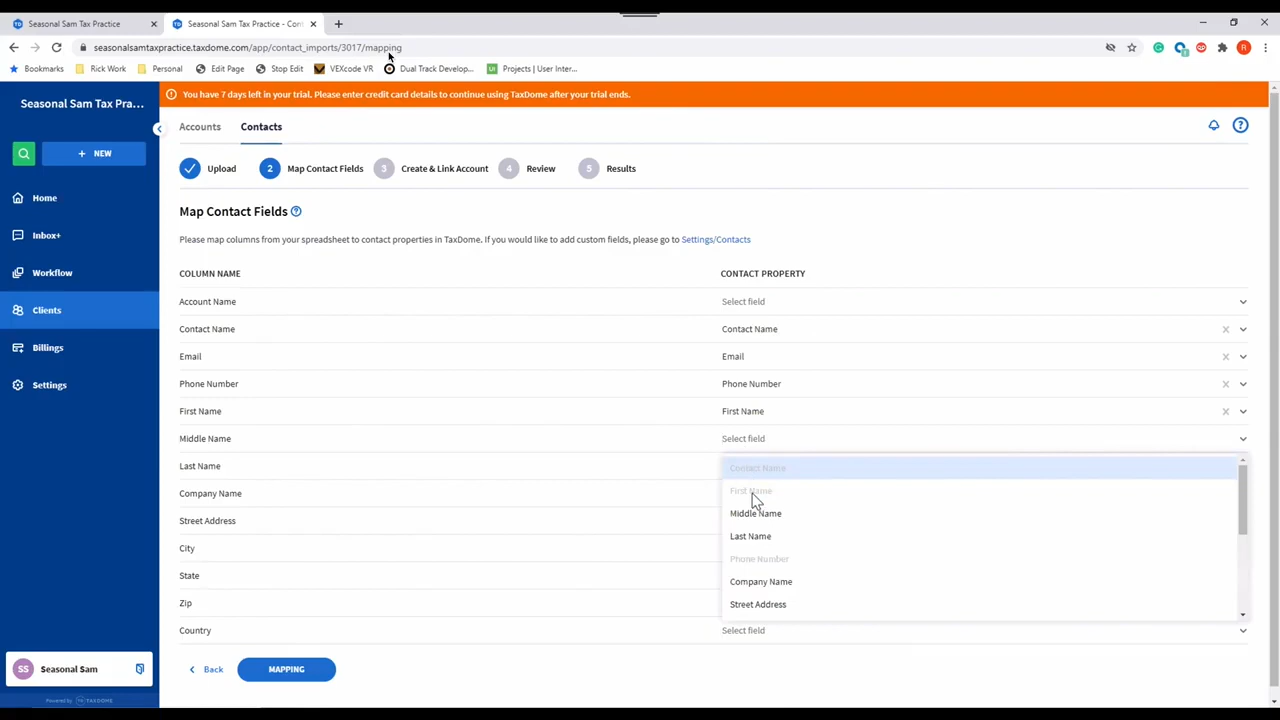 Seasonal Sam Tax Practice
Seasonal Sam Tax Practice - Cont
seasonalsamtaxpractice.taxdome.com/app/contact_imports/3017/mapping
Bookmarks
Rick Work
Personal
Edit Page
Stop Edit
VEXcode VR
Dual Track Develop...
Projects | User Inter...
Seasonal Sam Tax Pra...
You have 7 days left in your trial. Please enter credit card details to continue using TaxDome after your trial ends.
Accounts
Contacts
+ NEW
Upload
2 Map Contact Fields
3 Create & Link Account
4 Review
5 Results
Home
Inbox+
Workflow
Clients
Billings
Settings
Map Contact Fields
Please map columns from your spreadsheet to contact properties in TaxDome. If you would like to add custom fields, please go to Settings/Contacts
COLUMN NAME CONTACT PROPERTY
Account Name Select field
Contact Name Contact Name
Email Email
Phone Number Phone Number
First Name First Name
Middle Name Select field
Last Name
Company Name
Street Address
City
State
Zip
Country Select field
Contact Name
First Name
Middle Name
Last Name
Phone Number
Company Name
Street Address
Back
MAPPING
SS Seasonal Sam
Powered by TAXDOME